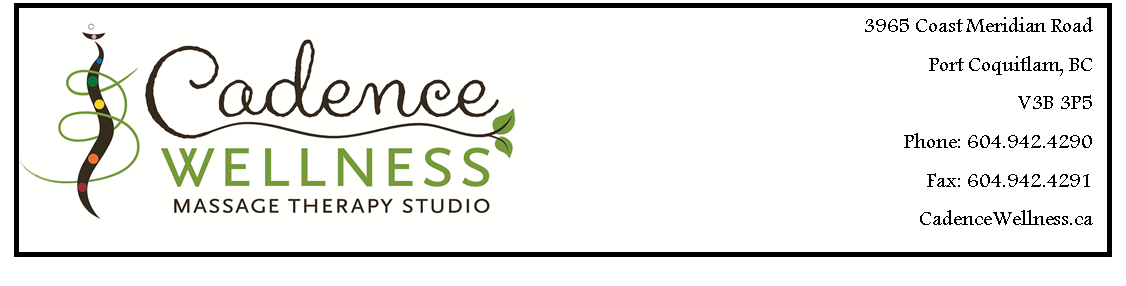 Cadence
WELLNESS
MASSAGE THERAPY STUDIO
3965 Coast Meridian Road
Port Coquitlam, BC
V3B 3P5
Phone: 604.942.4290
Fax: 604.942.4291
CadenceWellness.ca